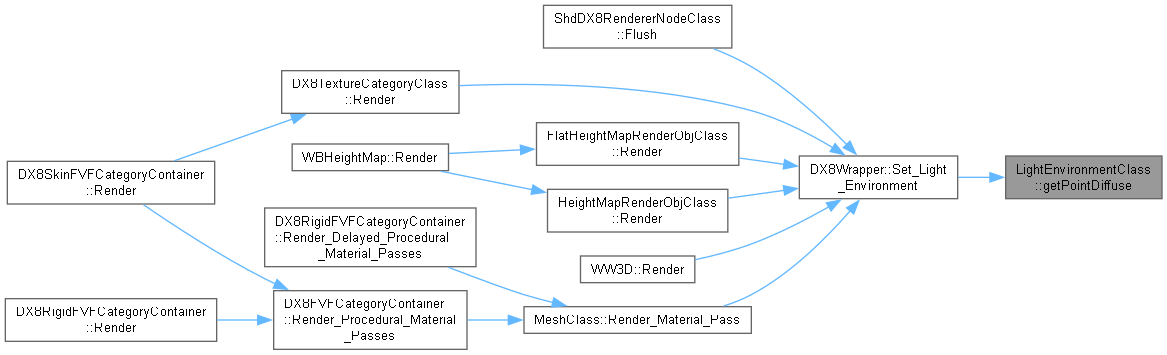 ShdDX8RendererNodeClass
::Flush
DX8TextureCategoryClass
::Render
FlatHeightMapRenderObjClass
::Render
WBHeightMap::Render
DX8SkinFVFCategoryContainer
::Render
DX8Wrapper::Set_Light
_Environment
LightEnvironmentClass
::getPointDiffuse
HeightMapRenderObjClass
::Render
DX8RigidFVFCategoryContainer
::Render_Delayed_Procedural
_Material_Passes
WW3D::Render
DX8RigidFVFCategoryContainer
::Render
DX8FVFCategoryContainer
::Render_Procedural_Material
_Passes
MeshClass::Render_Material_Pass